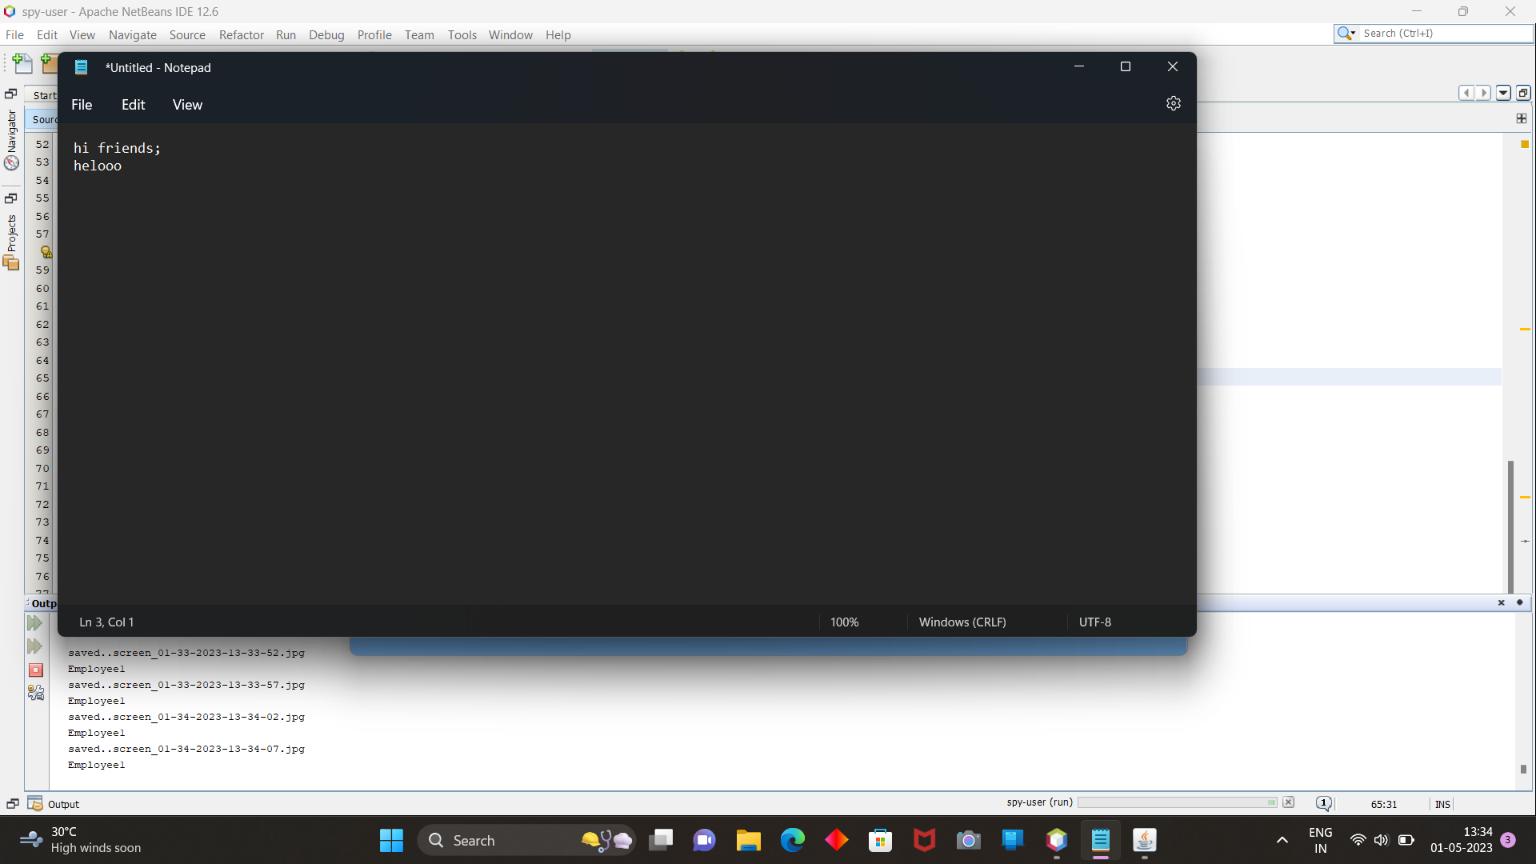 spy-user - Apache NetBeans IDE 12.6
File Edit View Navigate Source Refactor Run Debug Profile Team Tools Window Help
Search (Ctrl+I)
*Untitled - Notepad
File Edit View
Start
Sourc
Navigator
Projects
hi friends;
helooo
52
53
54
55
56
57
59
60
61
62
63
64
65
66
67
68
69
70
71
72
73
74
75
76
Ln 3, Col 1 100% Windows (CRLF) UTF-8
Outp
saved..screen_01-33-2023-13-33-52.jpg
Employee1
saved..screen_01-33-2023-13-33-57.jpg
Employee1
saved..screen_01-34-2023-13-34-02.jpg
Employee1
saved..screen_01-34-2023-13-34-07.jpg
Employee1
Output spy-user (run) 1 65:31 INS
30°C
High winds soon
Search
ENG
IN
13:34
01-05-2023
3